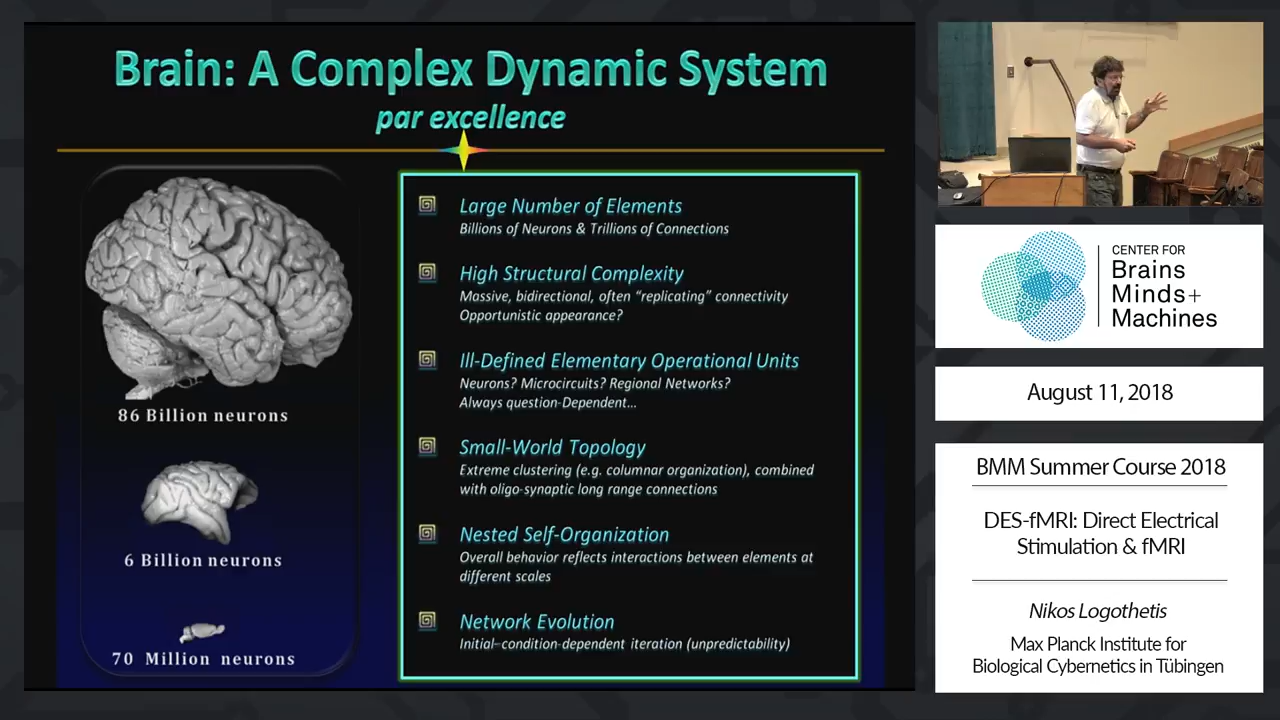 Brain: A Complex Dynamic System
par excellence
86 Billion neurons
6 Billion neurons
70 Million neurons
Large Number of Elements
Billions of Neurons & Trillions of Connections
High Structural Complexity
Massive, bidirectional, often “replicating” connectivity
Opportunistic appearance?
Ill-Defined Elementary Operational Units
Neurons? Microcircuits? Regional Networks?
Always question-Dependent…
Small-World Topology
Extreme clustering (e.g. columnar organization), combined
with oligo-synaptic long range connections
Nested Self-Organization
Overall behavior reflects interactions between elements at
different scales
Network Evolution
Initial–condition-dependent iteration (unpredictability)
CENTER FOR
Brains
Minds+
Machines
August 11, 2018
BMM Summer Course 2018
DES-fMRI: Direct Electrical
Stimulation & fMRI
Nikos Logothetis
Max Planck Institute for
Biological Cybernetics in Tübingen